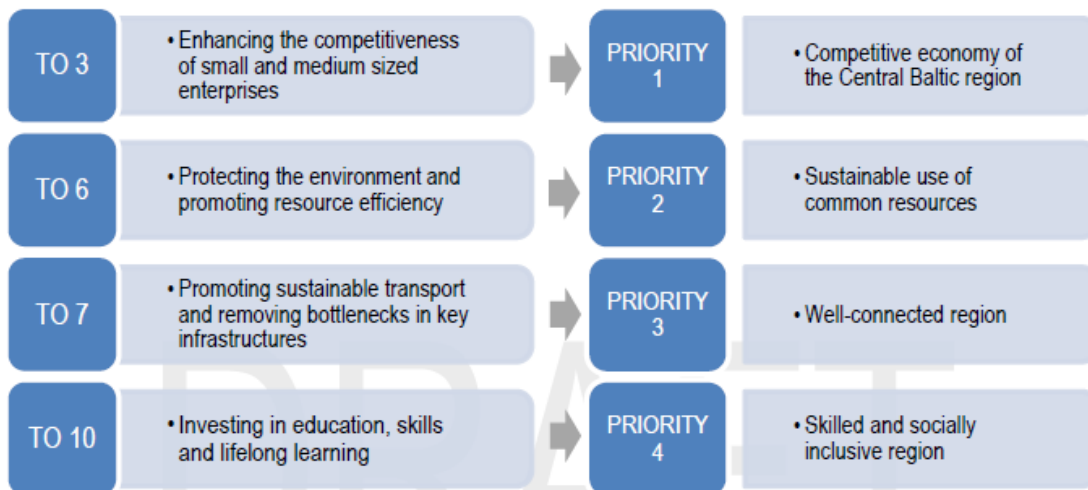 TO 3
• Enhancing the competitiveness
of small and medium sized
enterprises
PRIORITY
1
• Competitive economy of
the Central Baltic region
TO 6
• Protecting the environment and
promoting resource efficiency
PRIORITY
2
• Sustainable use of
common resources
TO 7
• Promoting sustainable transport
and removing bottlenecks in key
infrastructures
PRIORITY
3
• Well-connected region
TO 10
• Investing in education, skills
and lifelong learning
PRIORITY
4
• Skilled and socially
inclusive region
DRAFT